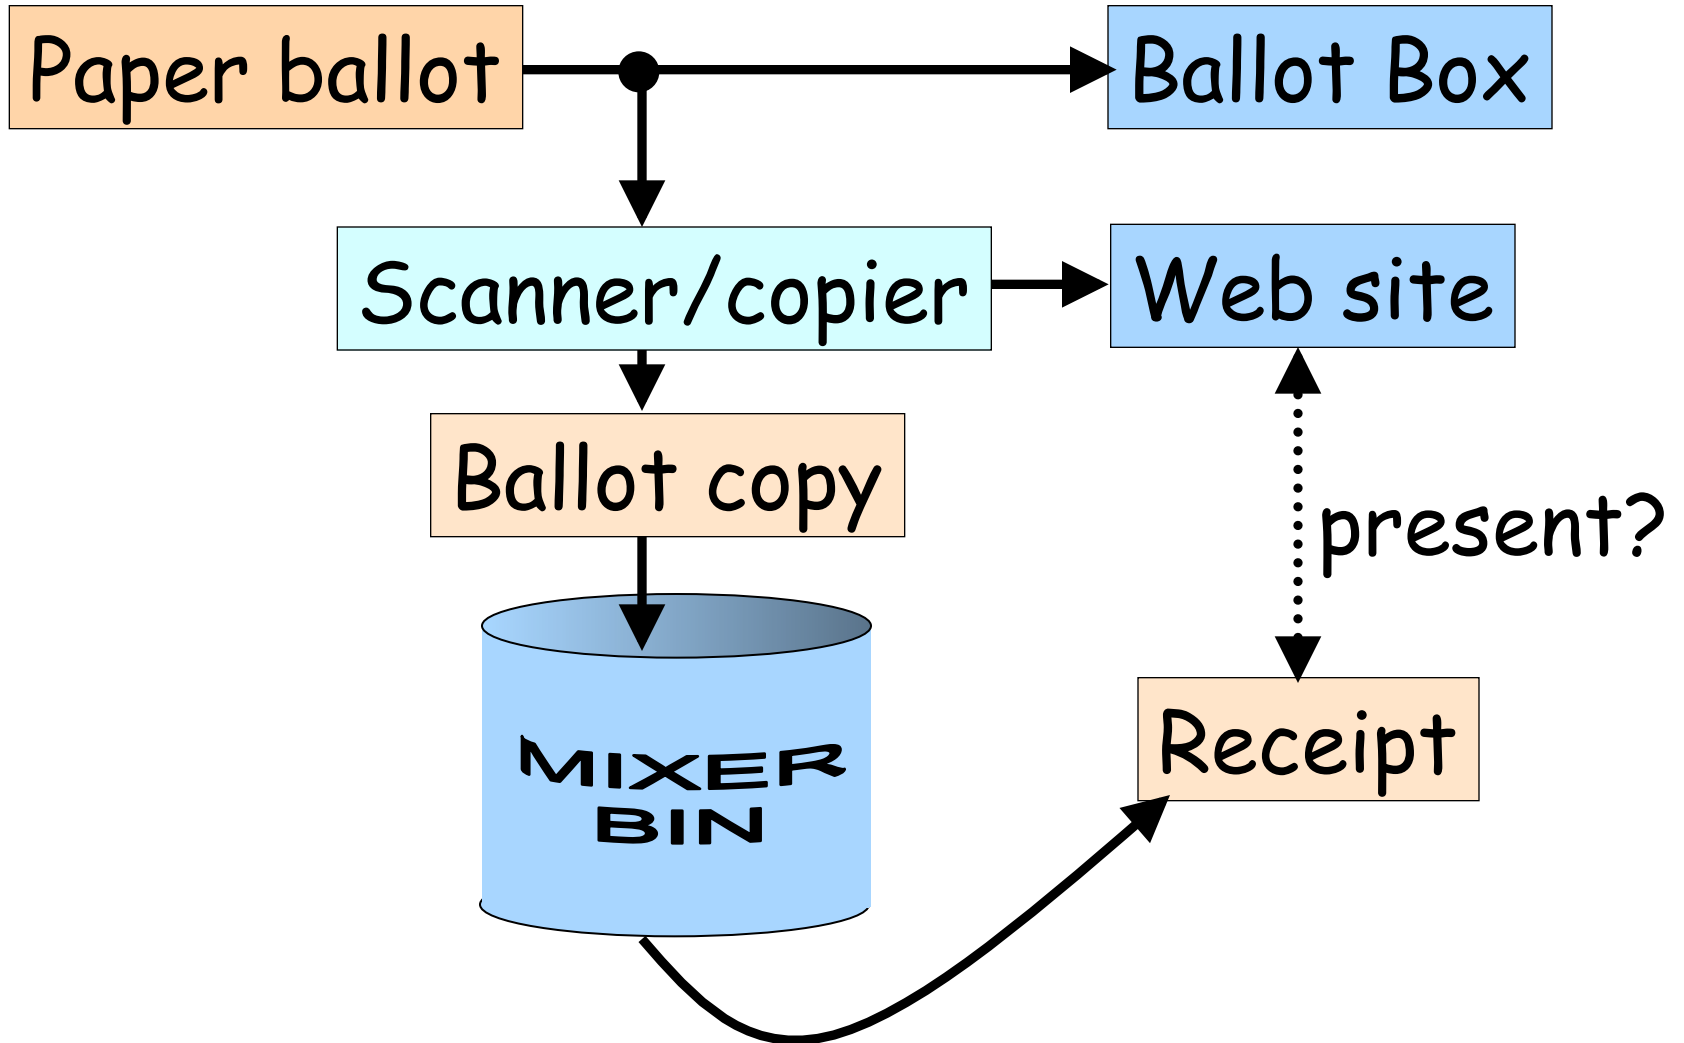 Paper ballot
Ballot Box
Scanner/copier
Web site
Ballot copy
present?
MIXER
BIN
Receipt